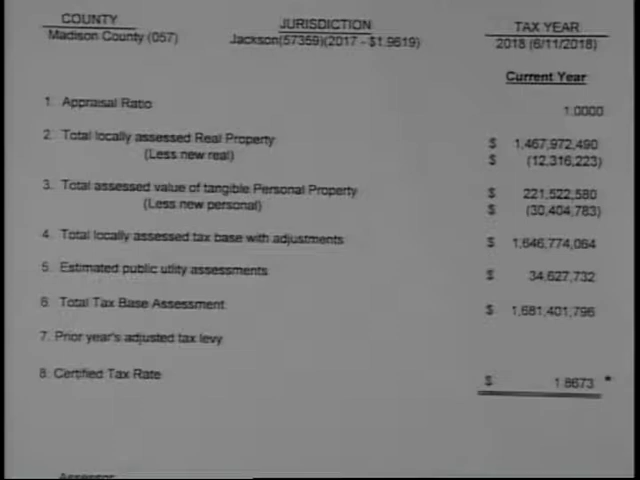 COUNTY JURISDICTION TAX YEAR
Madison County (057) Jackson(57359)(2017 - $1.9619) 2018 (6/11/2018)
Current Year
1. Appraisal Ratio 1.0000
2. Total locally assessed Real Property $ 1,467,972,490
(Less new real) $ (12,316,223)
3. Total assessed value of tangible Personal Property $ 221,522,580
(Less new personal) $ (30,404,783)
4. Total locally assessed tax base with adjustments $ 1,646,774,064
5. Estimated public utlity assessments $ 34,627,732
6. Total Tax Base Assessment $ 1,681,401,796
7. Prior year's adjusted tax levy
8. Certified Tax Rate $ 1.8673 *